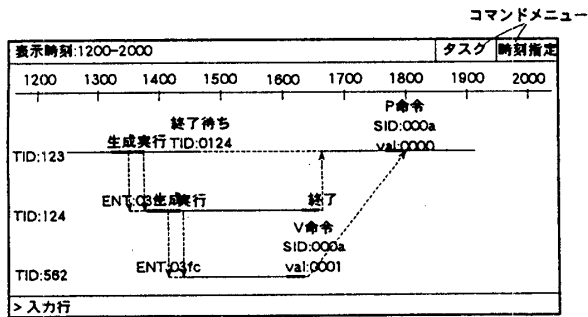 コマンドメニュー
表示時刻:1200-2000 タスク 時刻指定
1200 1300 1400 1500 1600 1700 1800 1900 2000
P命令
終了待ち SID:000a
生成実行 TID:0124 val:0000
TID:123
ENT:03 生成実行 終了
TID:124
V命令
SID:000a
ENT:03fc val:0001
TID:562
> 入力行